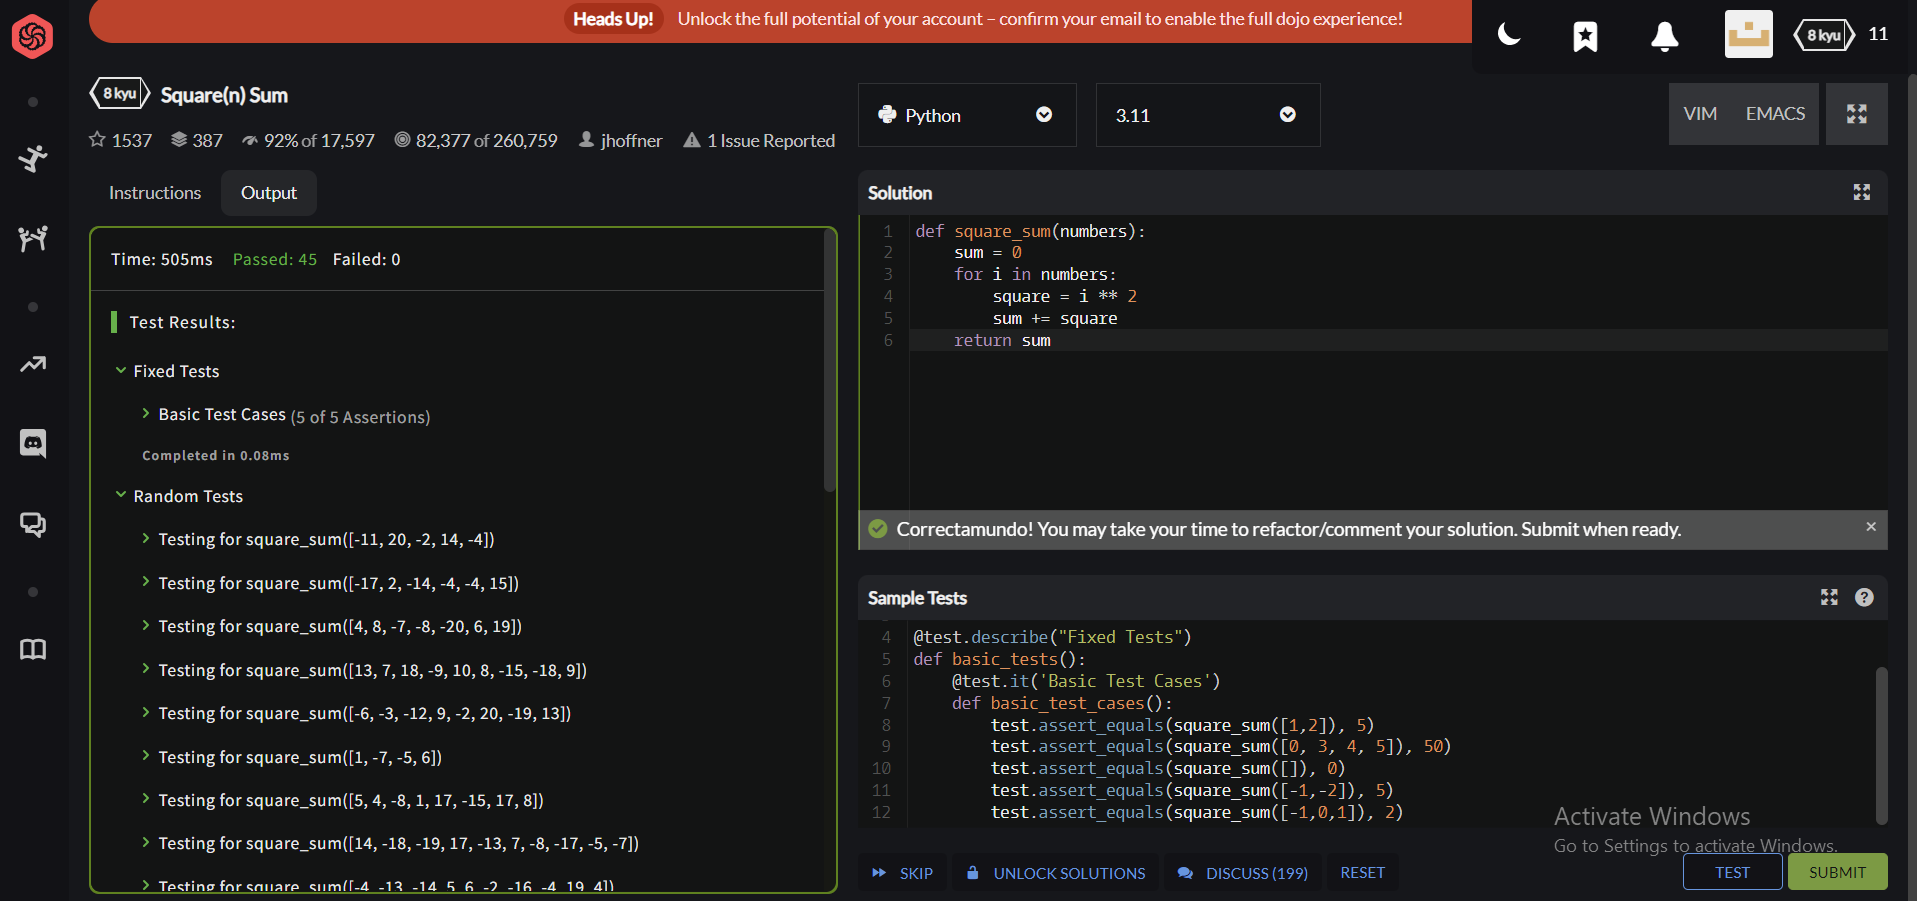 Heads Up! Unlock the full potential of your account – confirm your email to enable the full dojo experience!
8 kyu 11
8 kyu Square(n) Sum
1537 387 92% of 17,597 82,377 of 260,759 jhoffner 1 Issue Reported
Instructions Output
Time: 505ms Passed: 45 Failed: 0
Test Results:
Fixed Tests
Basic Test Cases (5 of 5 Assertions)
Completed in 0.08ms
Random Tests
Testing for square_sum([-11, 20, -2, 14, -4])
Testing for square_sum([-17, 2, -14, -4, -4, 15])
Testing for square_sum([4, 8, -7, -8, -20, 6, 19])
Testing for square_sum([13, 7, 18, -9, 10, 8, -15, -18, 9])
Testing for square_sum([-6, -3, -12, 9, -2, 20, -19, 13])
Testing for square_sum([1, -7, -5, 6])
Testing for square_sum([5, 4, -8, 1, 17, -15, 17, 8])
Testing for square_sum([14, -18, -19, 17, -13, 7, -8, -17, -5, -7])
Testing for square_sum([-4, -13, -14, 5, 6, -2, -16, -4, 19, 4])
Python 3.11
VIM EMACS
Solution
1 def square_sum(numbers):
2 sum = 0
3 for i in numbers:
4 square = i ** 2
5 sum += square
6 return sum
Correctamundo! You may take your time to refactor/comment your solution. Submit when ready. ×
Sample Tests
4 @test.describe("Fixed Tests")
5 def basic_tests():
6 @test.it('Basic Test Cases')
7 def basic_test_cases():
8 test.assert_equals(square_sum([1,2]), 5)
9 test.assert_equals(square_sum([0, 3, 4, 5]), 50)
10 test.assert_equals(square_sum([]), 0)
11 test.assert_equals(square_sum([-1,-2]), 5)
12 test.assert_equals(square_sum([-1,0,1]), 2)
Activate Windows
Go to Settings to activate Windows.
SKIP UNLOCK SOLUTIONS DISCUSS (199) RESET TEST SUBMIT